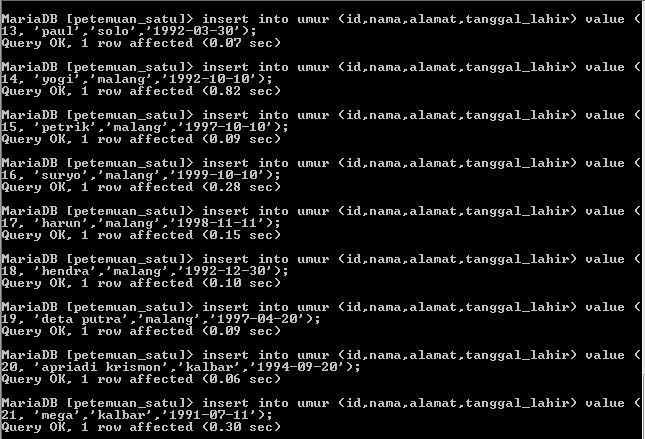 MariaDB [petemuan_satu]> insert into umur (id,nama,alamat,tanggal_lahir) value (
13, 'paul','solo','1992-03-30');
Query OK, 1 row affected (0.07 sec)
MariaDB [petemuan_satu]> insert into umur (id,nama,alamat,tanggal_lahir) value (
14, 'yogi','malang','1992-10-10');
Query OK, 1 row affected (0.82 sec)
MariaDB [petemuan_satu]> insert into umur (id,nama,alamat,tanggal_lahir) value (
15, 'petrik','malang','1997-10-10');
Query OK, 1 row affected (0.09 sec)
MariaDB [petemuan_satu]> insert into umur (id,nama,alamat,tanggal_lahir) value (
16, 'suryo','malang','1999-10-10');
Query OK, 1 row affected (0.28 sec)
MariaDB [petemuan_satu]> insert into umur (id,nama,alamat,tanggal_lahir) value (
17, 'harun','malang','1998-11-11');
Query OK, 1 row affected (0.15 sec)
MariaDB [petemuan_satu]> insert into umur (id,nama,alamat,tanggal_lahir) value (
18, 'hendra','malang','1992-12-30');
Query OK, 1 row affected (0.10 sec)
MariaDB [petemuan_satu]> insert into umur (id,nama,alamat,tanggal_lahir) value (
19, 'deta putra','malang','1997-04-20');
Query OK, 1 row affected (0.09 sec)
MariaDB [petemuan_satu]> insert into umur (id,nama,alamat,tanggal_lahir) value (
20, 'apriadi krismon','kalbar','1994-09-20');
Query OK, 1 row affected (0.06 sec)
MariaDB [petemuan_satu]> insert into umur (id,nama,alamat,tanggal_lahir) value (
21, 'mega','kalbar','1991-07-11');
Query OK, 1 row affected (0.30 sec)